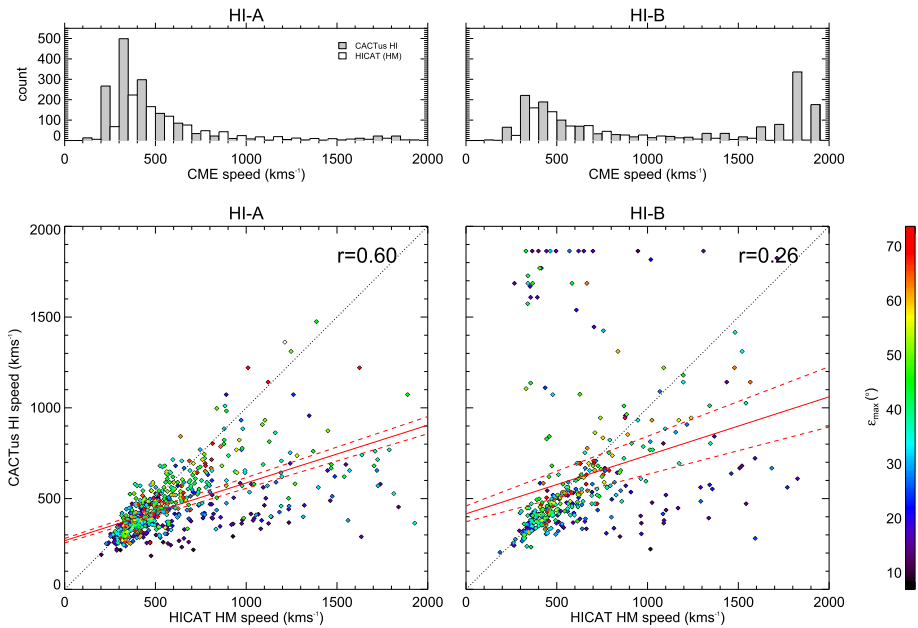 HI-A
HI-B
500
400
300
200
100
0
count
CACTus HI
HICAT (HM)
0 500 1000 1500 2000
CME speed (kms-1)
0 500 1000 1500 2000
CME speed (kms-1)
HI-A
HI-B
2000
1500
1000
500
0
CACTus HI speed (kms-1)
r=0.60
r=0.26
0 500 1000 1500 2000
HICAT HM speed (kms-1)
0 500 1000 1500 2000
HICAT HM speed (kms-1)
70
60
50
40
30
20
10
εmax (°)